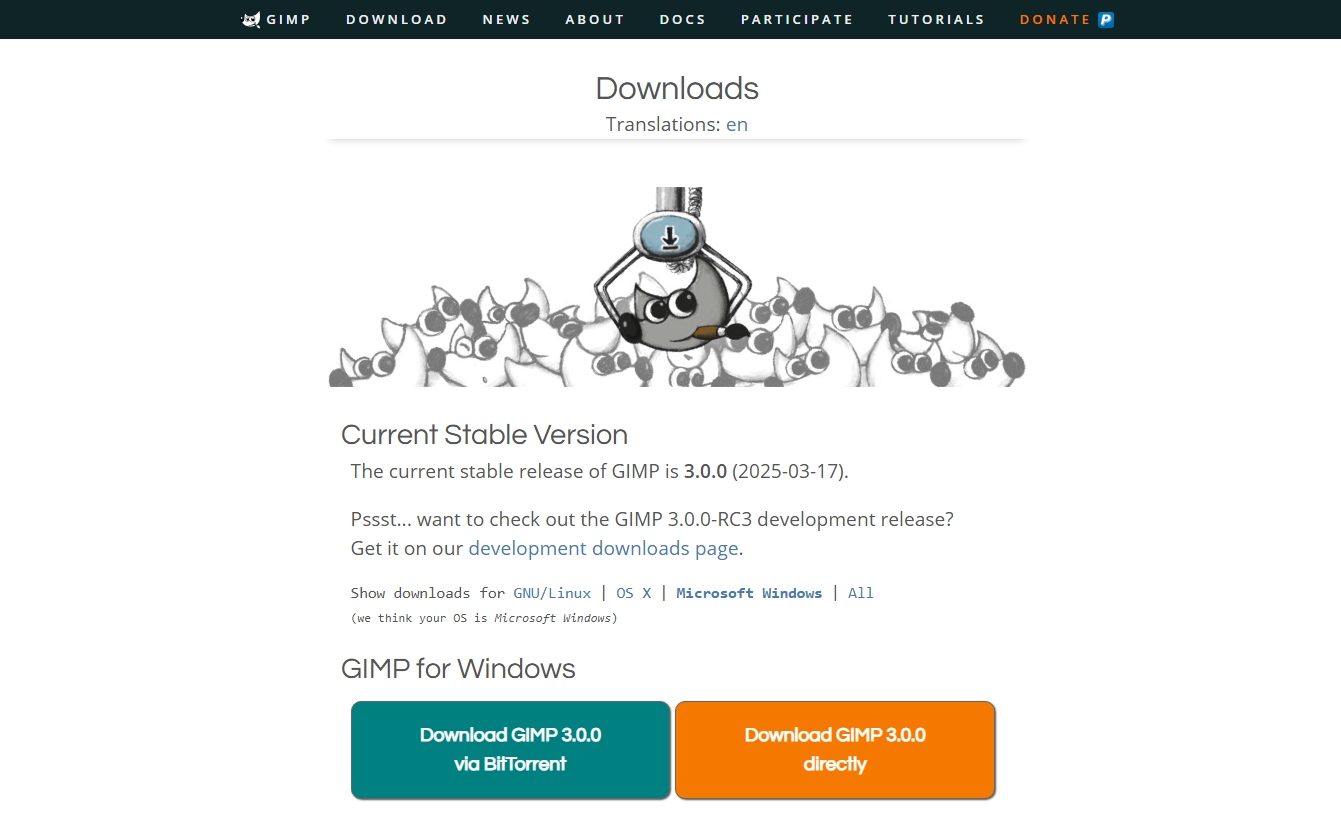 GIMP DOWNLOAD NEWS ABOUT DOCS PARTICIPATE TUTORIALS DONATE P
Downloads
Translations: en
Current Stable Version
The current stable release of GIMP is 3.0.0 (2025-03-17).
Pssst... want to check out the GIMP 3.0.0-RC3 development release?
Get it on our development downloads page.
Show downloads for GNU/Linux | OS X | Microsoft Windows | All
(we think your OS is Microsoft Windows)
GIMP for Windows
Download GIMP 3.0.0
via BitTorrent
Download GIMP 3.0.0
directly